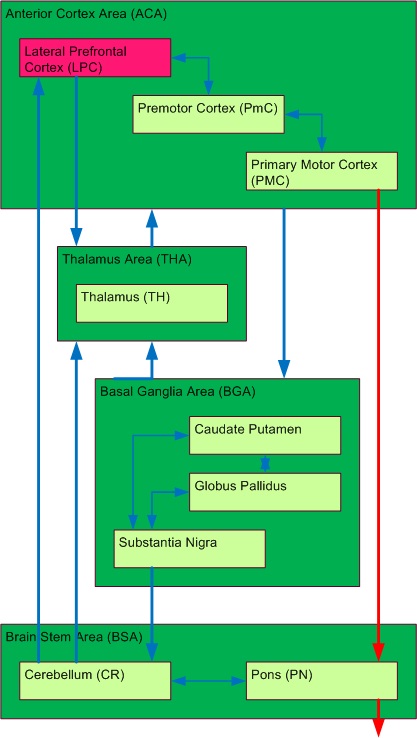 Anterior Cortex Area (ACA)
Lateral Prefrontal
Cortex (LPC)
Premotor Cortex (PmC)
Primary Motor Cortex
(PMC)
Thalamus Area (THA)
Thalamus (TH)
Basal Ganglia Area (BGA)
Caudate Putamen
Globus Pallidus
Substantia Nigra
Brain Stem Area (BSA)
Cerebellum (CR)
Pons (PN)